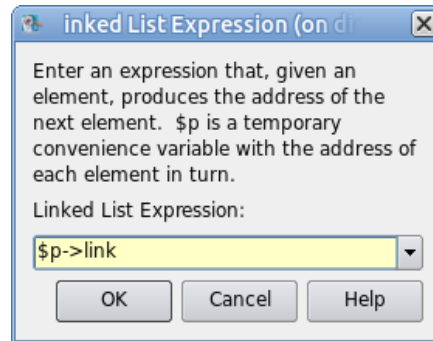 inked List Expression (on di
Enter an expression that, given an
element, produces the address of the
next element.  $p is a temporary
convenience variable with the address of
each element in turn.
Linked List Expression:
$p->link
OK Cancel Help